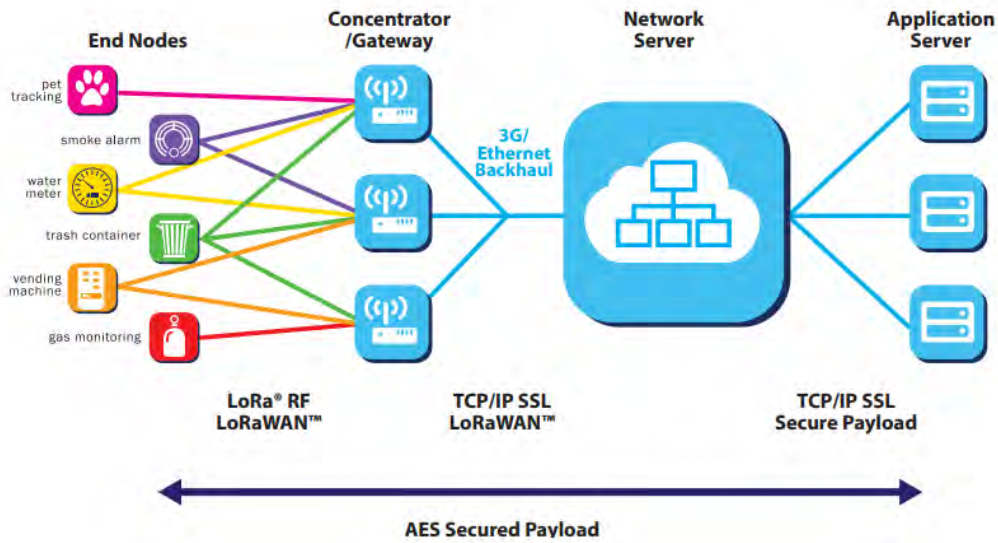 End Nodes
Concentrator
/Gateway
Network
Server
Application
Server
pet
tracking
smoke alarm
water
meter
trash container
vending
machine
gas monitoring
3G/
Ethernet
Backhaul
LoRa® RF
LoRaWAN™
TCP/IP SSL
LoRaWAN™
TCP/IP SSL
Secure Payload
AES Secured Payload